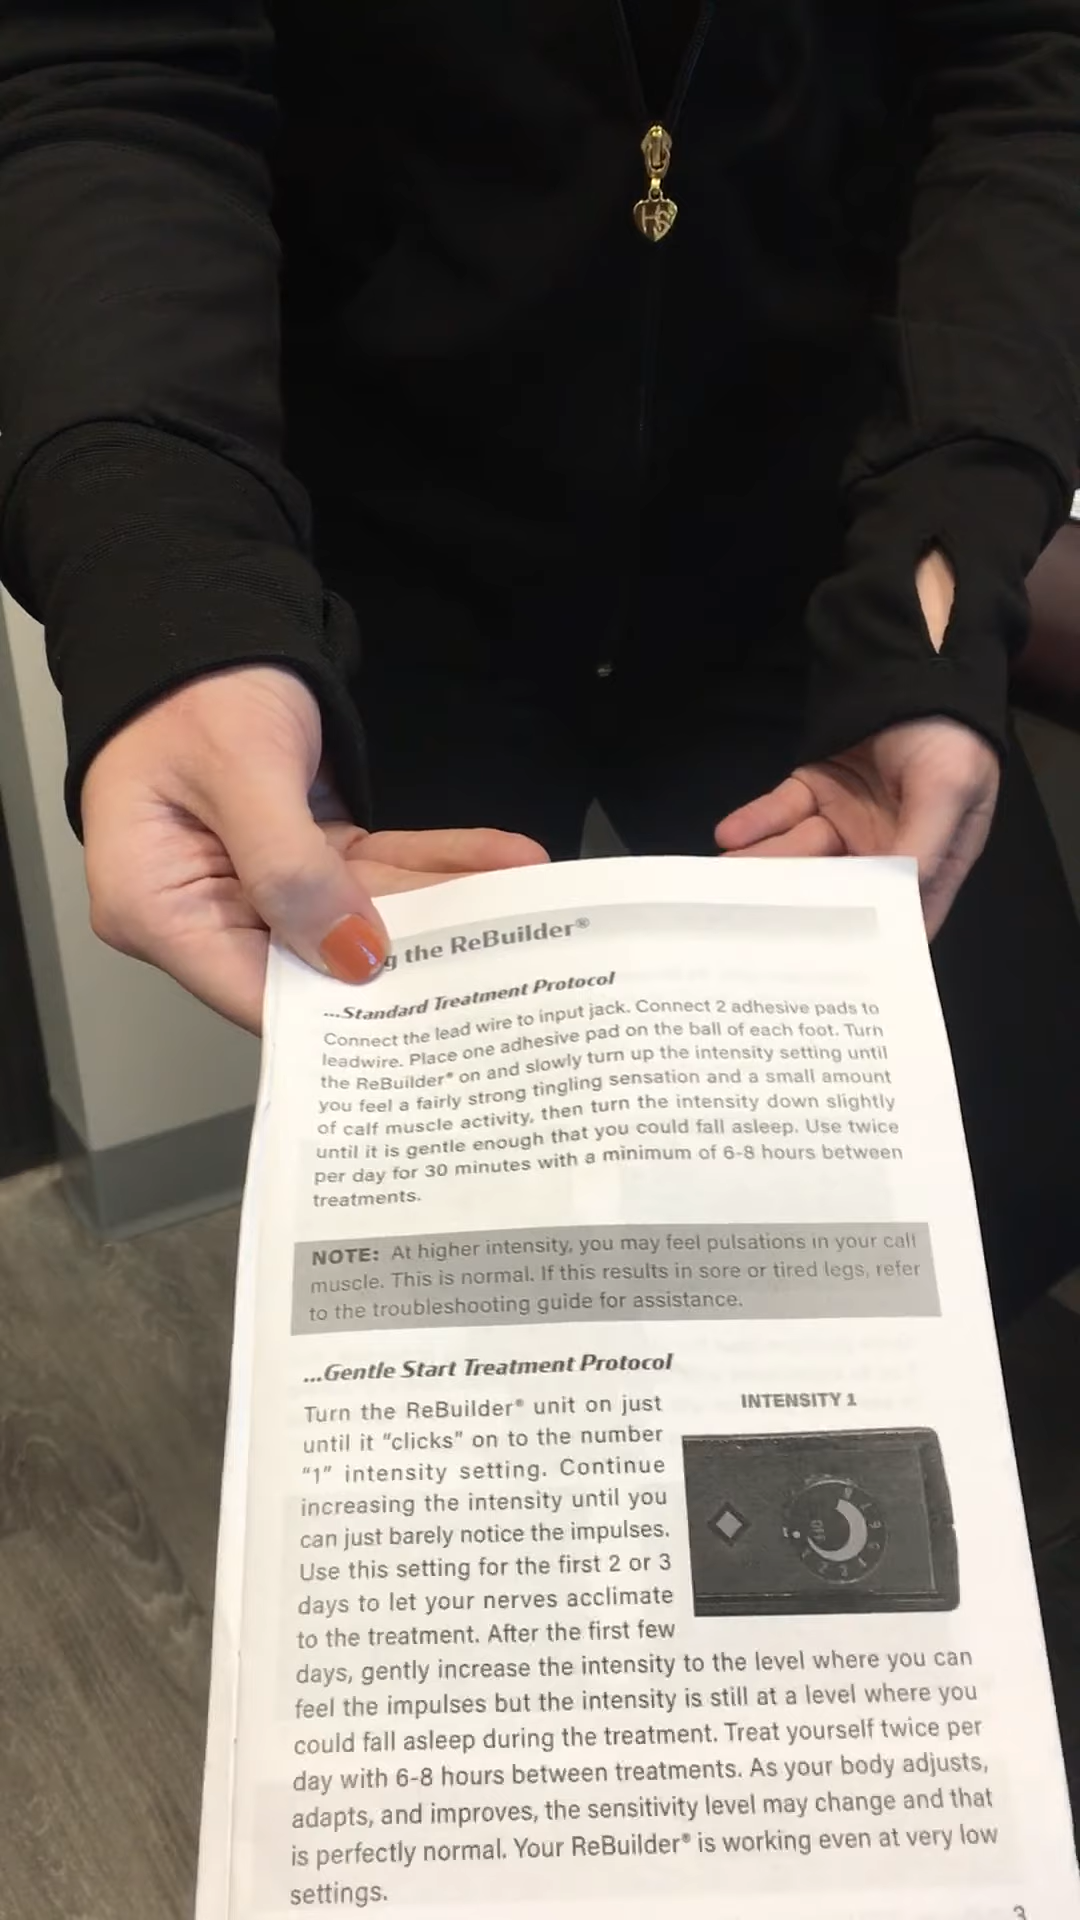 HS
g the ReBuilder®
...Standard Treatment Protocol
Connect the lead wire to input jack. Connect 2 adhesive pads to
leadwire. Place one adhesive pad on the ball of each foot. Turn
the ReBuilder® on and slowly turn up the intensity setting until
you feel a fairly strong tingling sensation and a small amount
of calf muscle activity, then turn the intensity down slightly
until it is gentle enough that you could fall asleep. Use twice
per day for 30 minutes with a minimum of 6-8 hours between
treatments.
NOTE: At higher intensity, you may feel pulsations in your calf
muscle. This is normal. If this results in sore or tired legs, refer
to the troubleshooting guide for assistance.
...Gentle Start Treatment Protocol
INTENSITY 1
Turn the ReBuilder® unit on just
until it "clicks" on to the number
"1" intensity setting. Continue
increasing the intensity until you
can just barely notice the impulses.
Use this setting for the first 2 or 3
days to let your nerves acclimate
to the treatment. After the first few
days, gently increase the intensity to the level where you can
feel the impulses but the intensity is still at a level where you
could fall asleep during the treatment. Treat yourself twice per
day with 6-8 hours between treatments. As your body adjusts,
adapts, and improves, the sensitivity level may change and that
is perfectly normal. Your ReBuilder® is working even at very low
settings.
OFF
3